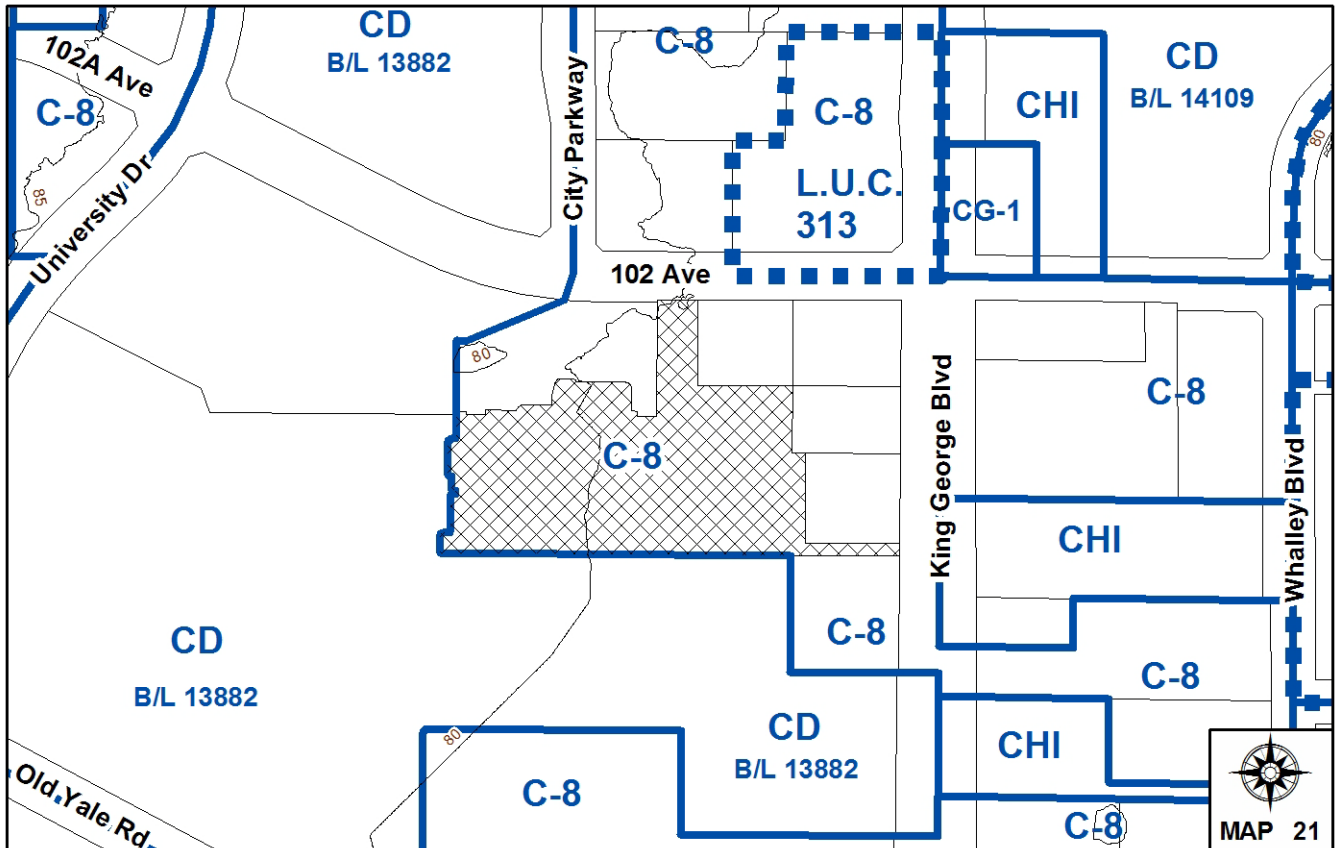 CD
B/L 13882
102A Ave
C-8
85
University Dr
City Parkway
C-8
C-8
L.U.C.
313
CHI
CD
B/L 14109
80
CG-1
102 Ave
80
C-8
King George Blvd
C-8
Whalley Blvd
CHI
C-8
C-8
CD
B/L 13882
80
CD
B/L 13882
CHI
C-8
C-8
Old Yale Rd
MAP 21